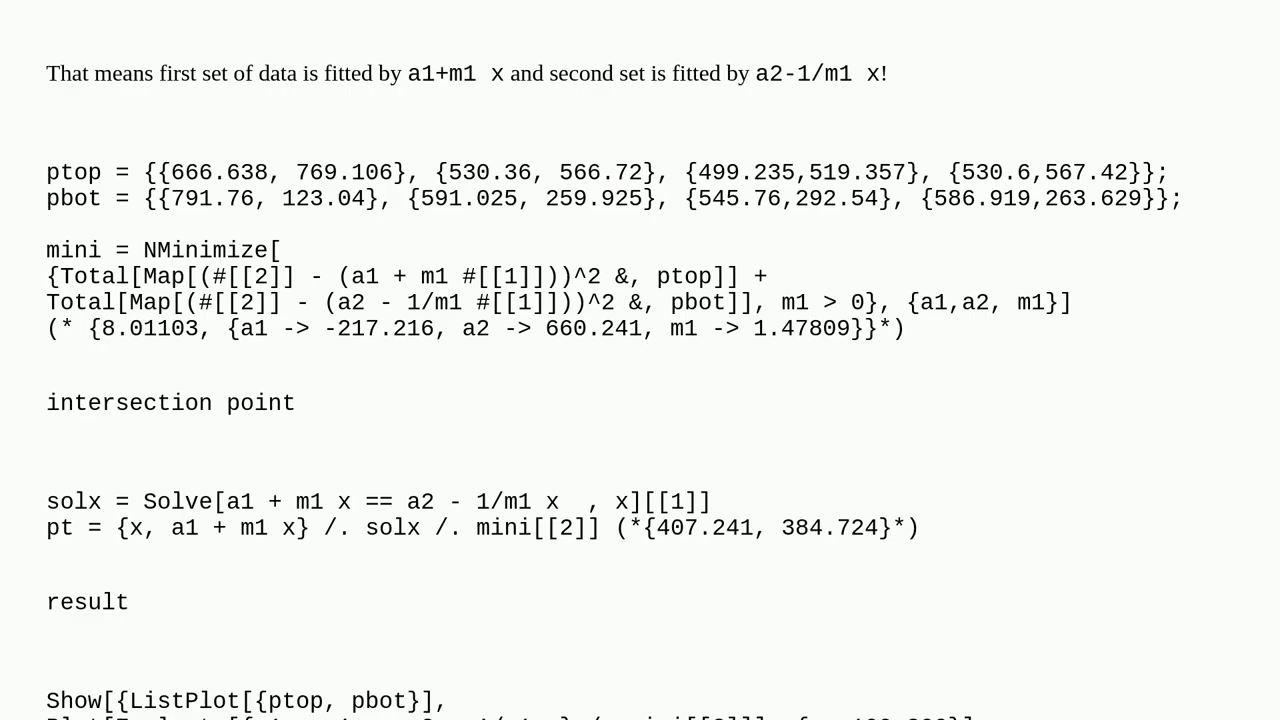 That means first set of data is fitted by a1+m1 x and second set is fitted by a2-1/m1 x!
ptop = {{666.638, 769.106}, {530.36, 566.72}, {499.235,519.357}, {530.6,567.42}};
pbot = {{791.76, 123.04}, {591.025, 259.925}, {545.76,292.54}, {586.919,263.629}};
mini = NMinimize[
{Total[Map[(#[[2]] - (a1 + m1 #[[1]]))^2 &, ptop]] +
Total[Map[(#[[2]] - (a2 - 1/m1 #[[1]]))^2 &, pbot]], m1 > 0}, {a1,a2, m1}]
(* {8.01103, {a1 -> -217.216, a2 -> 660.241, m1 -> 1.47809}}*)
intersection point
solx = Solve[a1 + m1 x == a2 - 1/m1 x  , x][[1]]
pt = {x, a1 + m1 x} /. solx /. mini[[2]] (*{407.241, 384.724}*)
result
Show[{ListPlot[{ptop, pbot}],